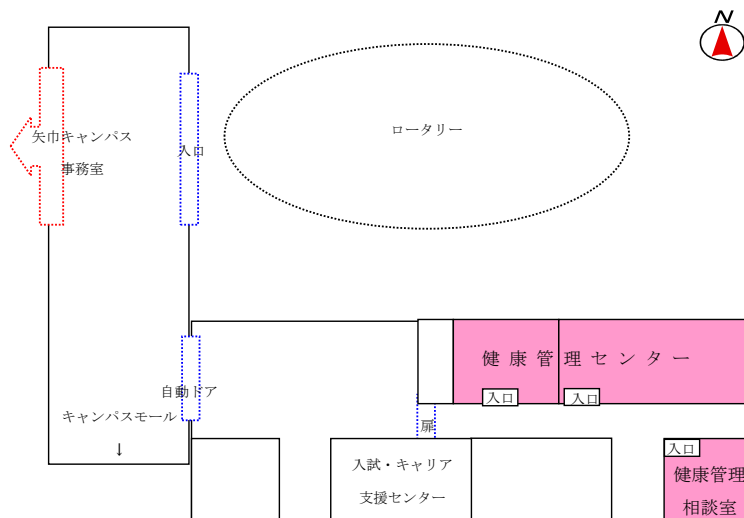 N
ロータリー
矢巾キャンパス
事務室
入口
健康管理センター
入口
入口
自動ドア
キャンパスモール
↓
扉
入試・キャリア
支援センター
入口
健康管理
相談室